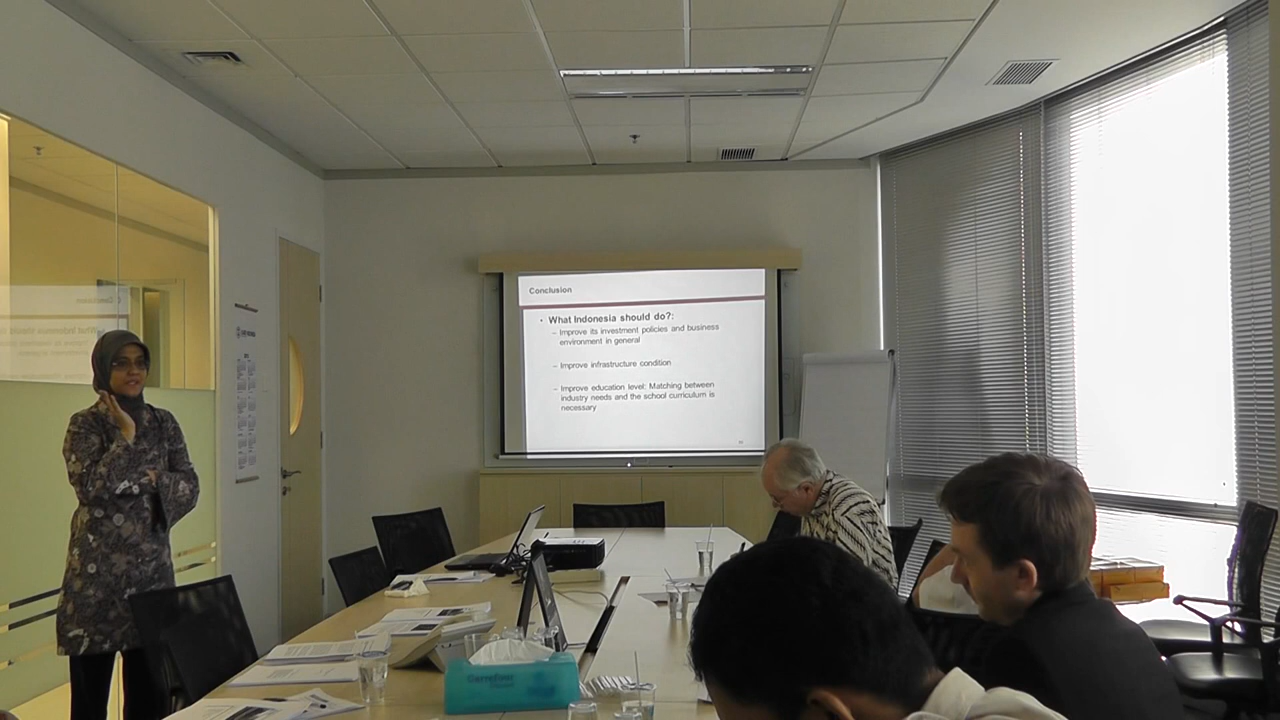 Conclusion
• What Indonesia should do?:
– Improve its investment policies and business
environment in general
– Improve infrastructure condition
– Improve education level: Matching between
industry needs and the school curriculum is
necessary
Carrefour